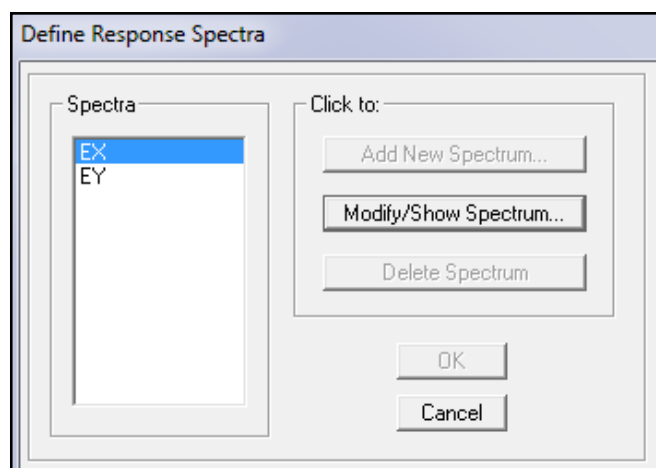 Define Response Spectra
Spectra
EX
EY
Click to:
Add New Spectrum...
Modify/Show Spectrum...
Delete Spectrum
OK
Cancel